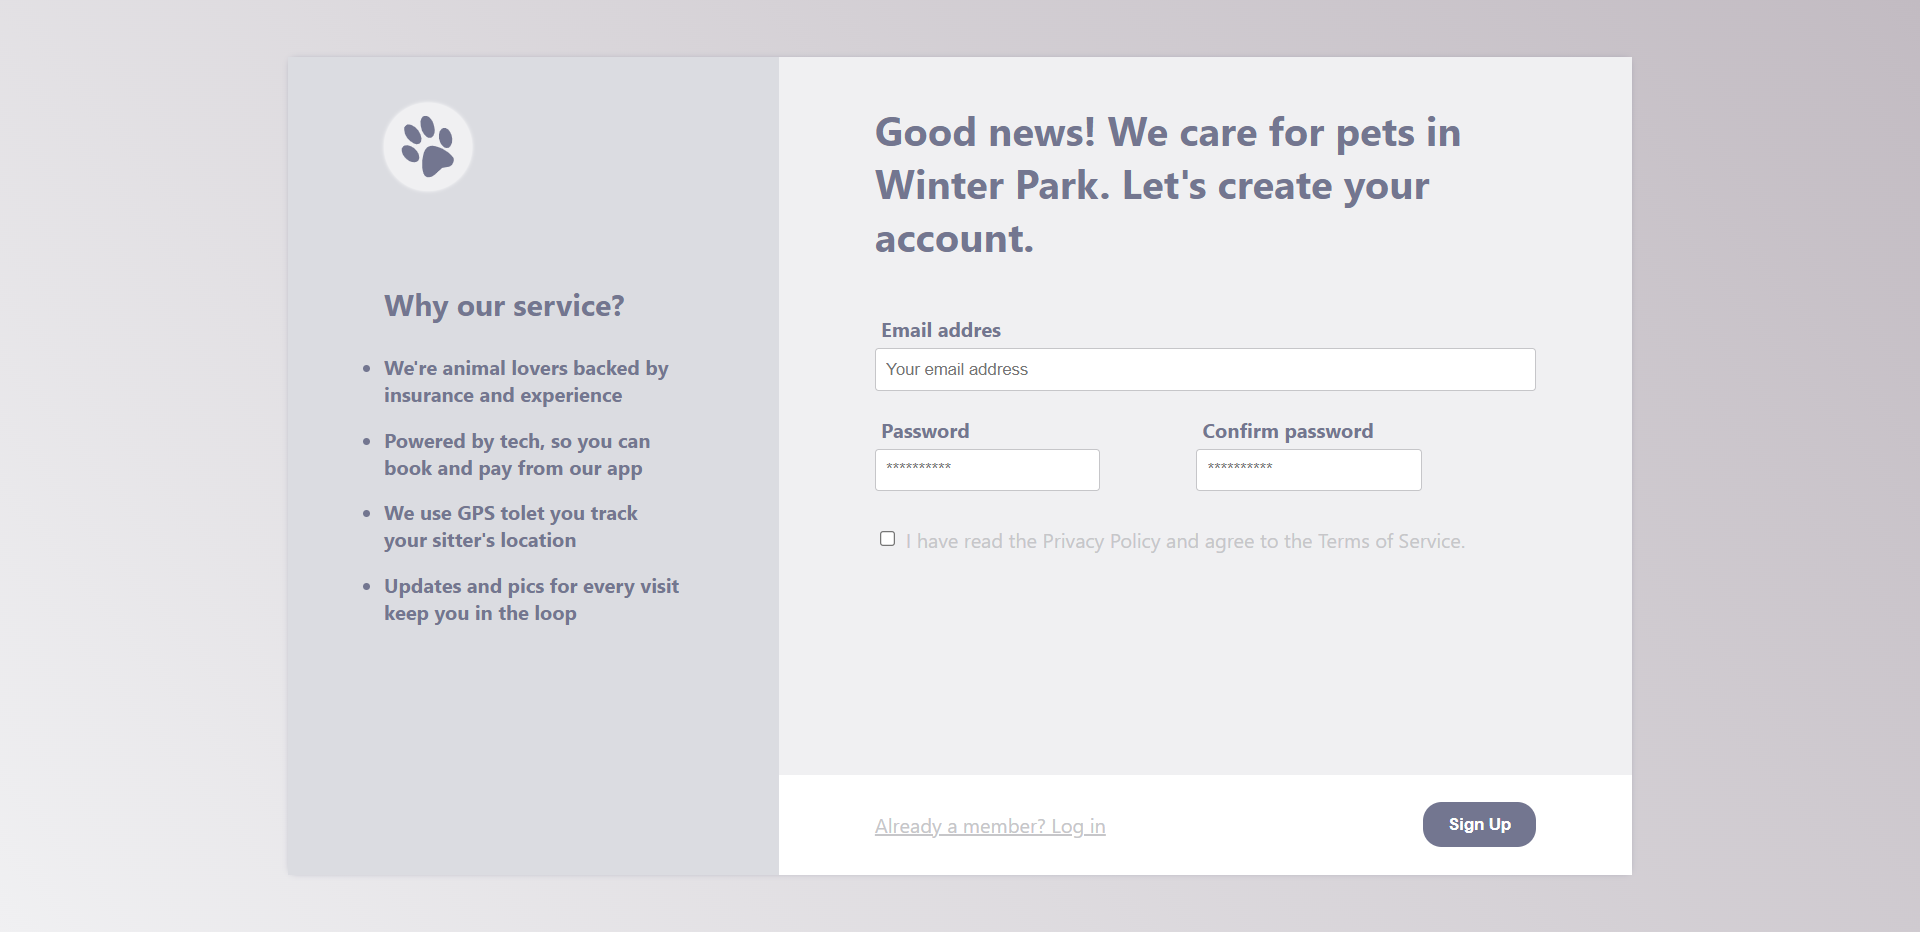 Why our service?
We're animal lovers backed by
insurance and experience
Powered by tech, so you can
book and pay from our app
We use GPS tolet you track
your sitter's location
Updates and pics for every visit
keep you in the loop
Good news! We care for pets in
Winter Park. Let's create your
account.
Email addres
Your email address
Password
Confirm password
**********
**********
I have read the Privacy Policy and agree to the Terms of Service.
Already a member? Log in
Sign Up